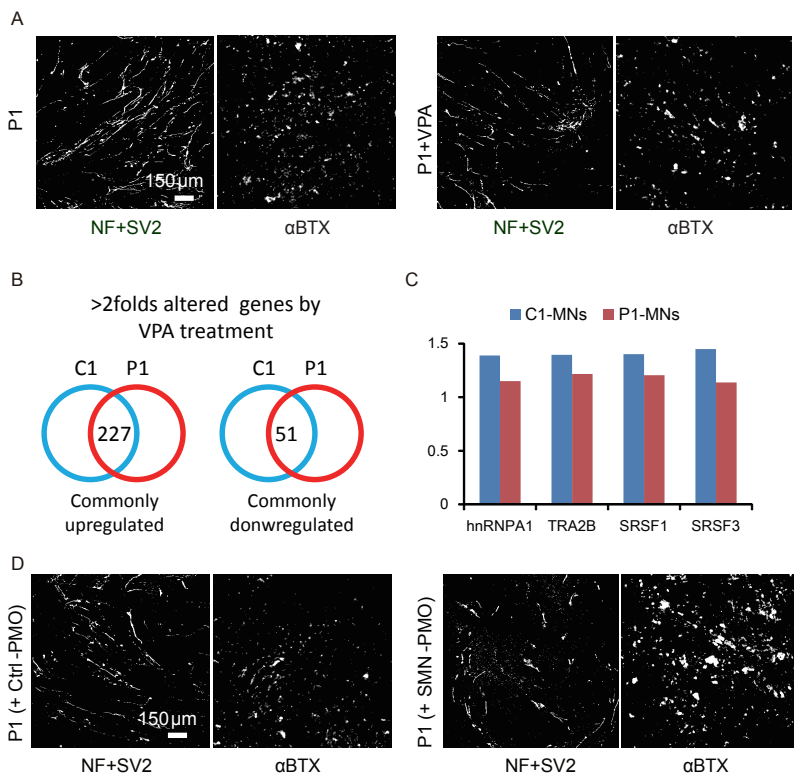 A
P1
150µm
NF+SV2
αBTX
P1+VPA
NF+SV2
αBTX
B
>2folds altered genes by
VPA treatment
C1 P1
227
Commonly
upregulated
C1 P1
51
Commonly
donwregulated
C
C1-MNs P1-MNs
1.5
1
0.5
0
hnRNPA1 TRA2B SRSF1 SRSF3
D
P1 (+ Ctrl -PMO)
150µm
NF+SV2
αBTX
P1 (+ SMN -PMO)
NF+SV2
αBTX